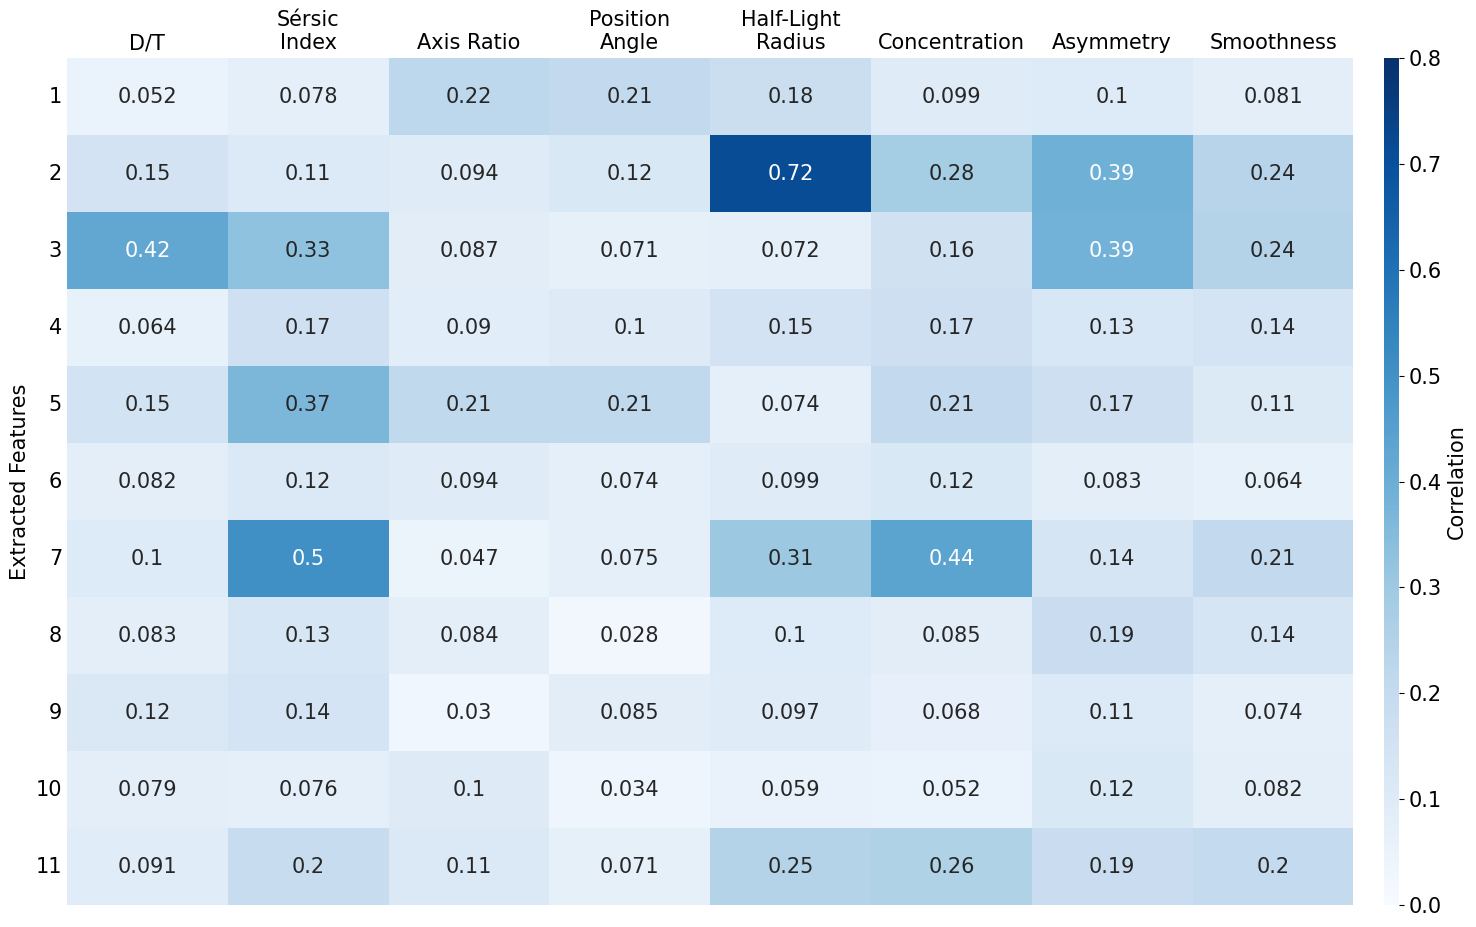 D/T Sérsic Index Axis Ratio Position Angle Half-Light Radius Concentration Asymmetry Smoothness
1 0.052 0.078 0.22 0.21 0.18 0.099 0.1 0.081
2 0.15 0.11 0.094 0.12 0.72 0.28 0.39 0.24
3 0.42 0.33 0.087 0.071 0.072 0.16 0.39 0.24
4 0.064 0.17 0.09 0.1 0.15 0.17 0.13 0.14
5 0.15 0.37 0.21 0.21 0.074 0.21 0.17 0.11
6 0.082 0.12 0.094 0.074 0.099 0.12 0.083 0.064
7 0.1 0.5 0.047 0.075 0.31 0.44 0.14 0.21
8 0.083 0.13 0.084 0.028 0.1 0.085 0.19 0.14
9 0.12 0.14 0.03 0.085 0.097 0.068 0.11 0.074
10 0.079 0.076 0.1 0.034 0.059 0.052 0.12 0.082
11 0.091 0.2 0.11 0.071 0.25 0.26 0.19 0.2
Extracted Features
0.8
0.7
0.6
0.5
0.4
0.3
0.2
0.1
0.0
Correlation